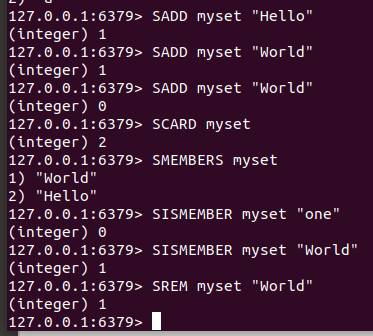 127.0.0.1:6379> SADD myset "Hello"
(integer) 1
127.0.0.1:6379> SADD myset "World"
(integer) 1
127.0.0.1:6379> SADD myset "World"
(integer) 0
127.0.0.1:6379> SCARD myset
(integer) 2
127.0.0.1:6379> SMEMBERS myset
1) "World"
2) "Hello"
127.0.0.1:6379> SISMEMBER myset "one"
(integer) 0
127.0.0.1:6379> SISMEMBER myset "World"
(integer) 1
127.0.0.1:6379> SREM myset "World"
(integer) 1
127.0.0.1:6379>